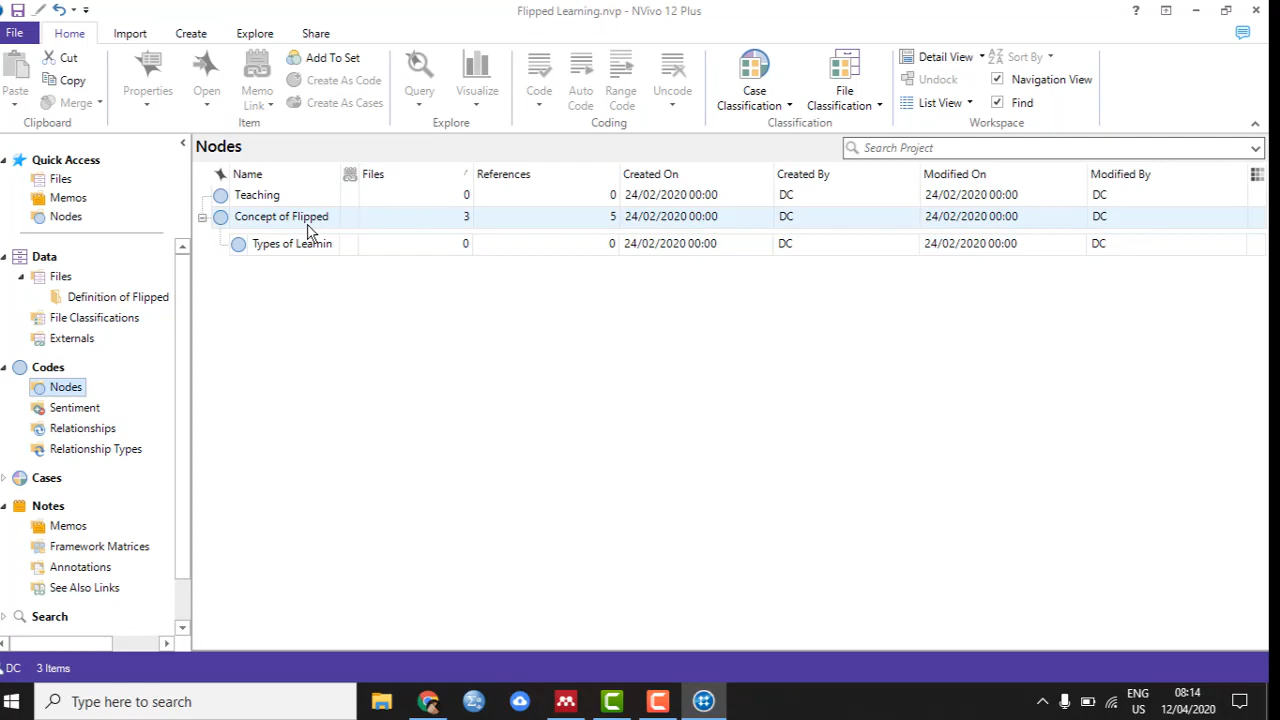 Flipped Learning.nvp - NVivo 12 Plus
File Home Import Create Explore Share
Paste Cut Copy Merge Clipboard
Properties Open Memo Link Add To Set Create As Code Create As Cases Item
Query Visualize Explore
Code Auto Code Range Code Uncode Coding
Case Classification File Classification Classification
Detail View Sort By Undock Navigation View List View Find Workspace
Quick Access
Files
Memos
Nodes
Data
Files
Definition of Flipped
File Classifications
Externals
Codes
Nodes
Sentiment
Relationships
Relationship Types
Cases
Notes
Memos
Framework Matrices
Annotations
See Also Links
Search
Nodes Search Project
Name Files References Created On Created By Modified On Modified By
Teaching 0 0 24/02/2020 00:00 DC 24/02/2020 00:00 DC
Concept of Flipped 3 5 24/02/2020 00:00 DC 24/02/2020 00:00 DC
Types of Learnin 0 0 24/02/2020 00:00 DC 24/02/2020 00:00 DC
DC 3 Items
Type here to search
ENG 08:14
US 12/04/2020